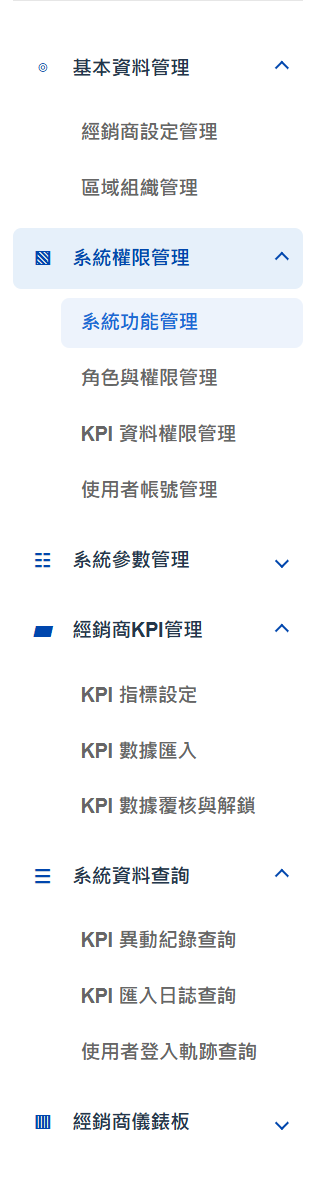 基本資料管理
經銷商設定管理
區域組織管理
系統權限管理
系統功能管理
角色與權限管理
KPI 資料權限管理
使用者帳號管理
系統參數管理
經銷商KPI管理
KPI 指標設定
KPI 數據匯入
KPI 數據覆核與解鎖
系統資料查詢
KPI 異動紀錄查詢
KPI 匯入日誌查詢
使用者登入軌跡查詢
經銷商儀錶板